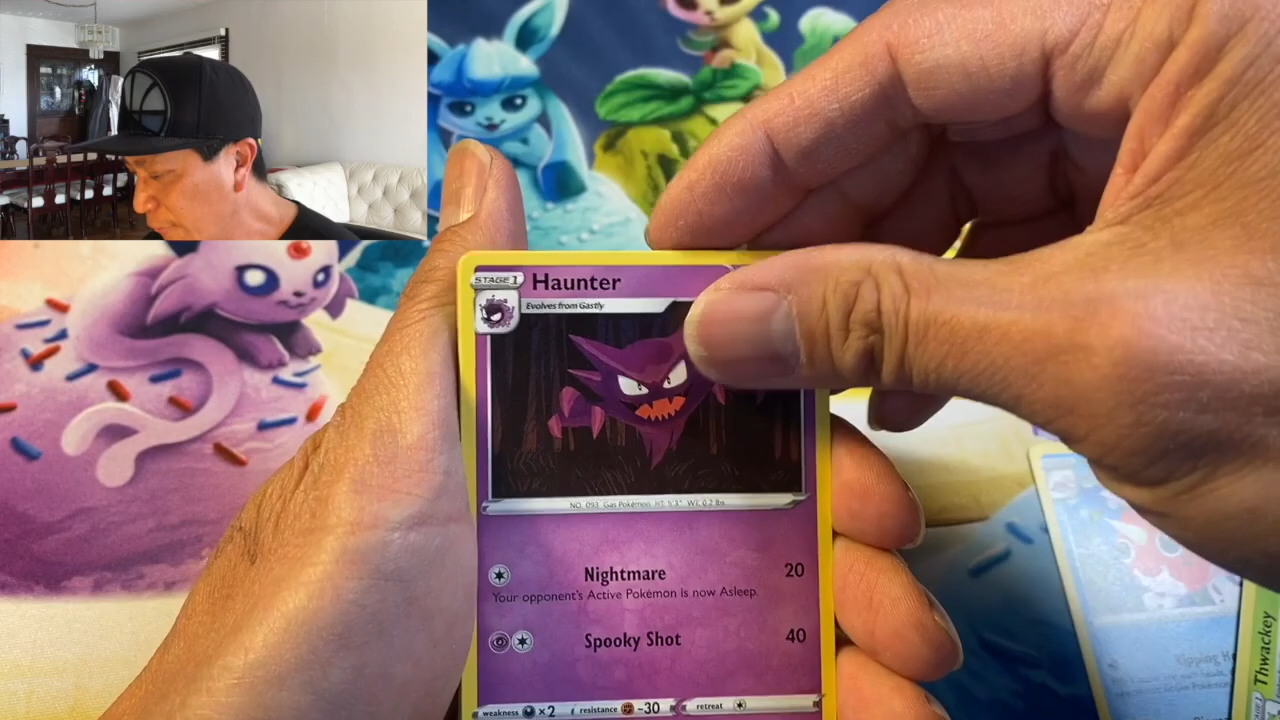 STAGE 1 Haunter
Evolves from Gastly
NO. 093 Gas Pokémon HT: 5'3" WT: 0.2 lbs
Nightmare 20
Your opponent's Active Pokémon is now Asleep.
Spooky Shot 40
weakness ×2 resistance -30 retreat
Thwackey